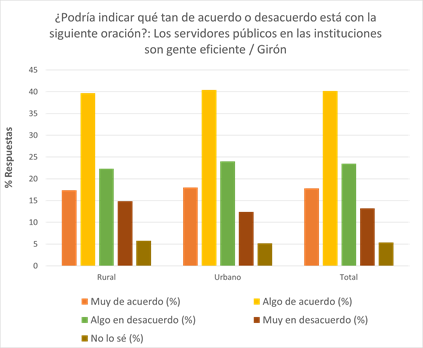 ¿Podría indicar qué tan de acuerdo o desacuerdo está con la
siguiente oración?: Los servidores públicos en las instituciones
son gente eficiente / Girón
% Respuestas
45
40
35
30
25
20
15
10
5
0
Rural Urbano Total
Muy de acuerdo (%) Algo de acuerdo (%)
Algo en desacuerdo (%) Muy en desacuerdo (%)
No lo sé (%)